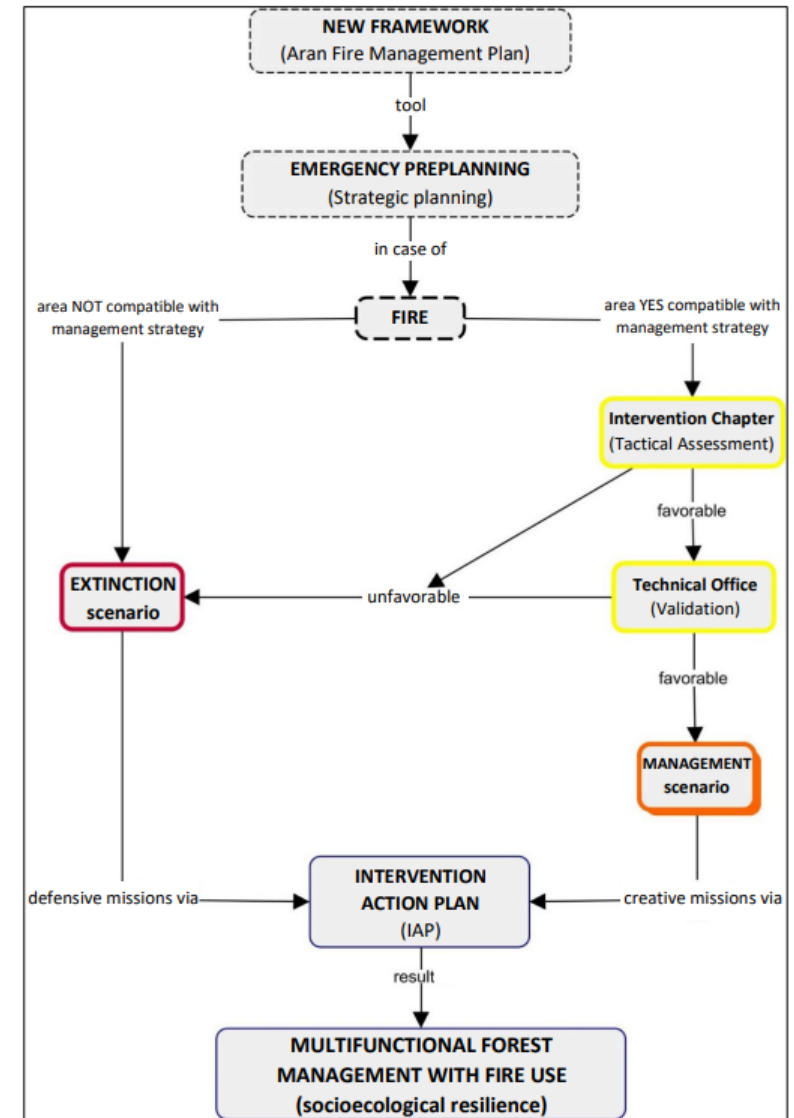 NEW FRAMEWORK
(Aran Fire Management Plan)
tool
EMERGENCY PREPLANNING
(Strategic planning)
in case of
area NOT compatible with
management strategy
FIRE
area YES compatible with
management strategy
Intervention Chapter
(Tactical Assessment)
favorable
EXTINCTION
scenario
unfavorable
Technical Office
(Validation)
favorable
MANAGEMENT
scenario
defensive missions via
INTERVENTION
ACTION PLAN
(IAP)
creative missions via
result
MULTIFUNCTIONAL FOREST
MANAGEMENT WITH FIRE USE
(socioecological resilience)